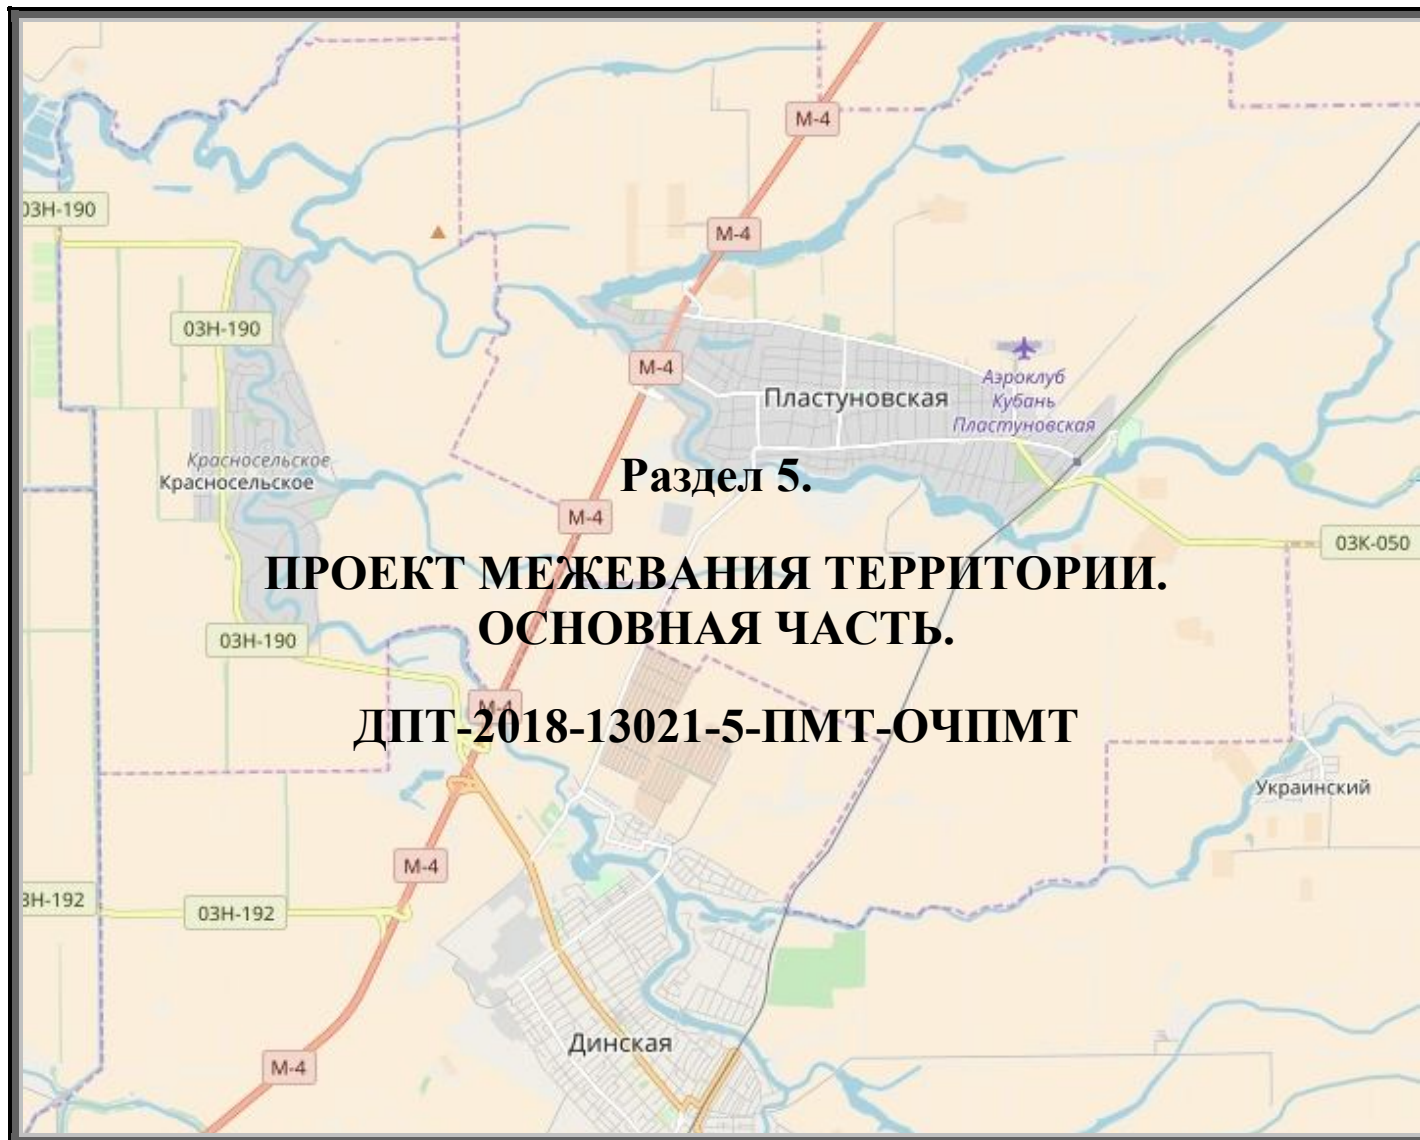 М-4
03Н-190
М-4
03Н-190
М-4
Аэроклуб
Кубань
Пластуновская
Пластуновская
Красносельское
Красносельское
Раздел 5.
М-4
03К-050
ПРОЕКТ МЕЖЕВАНИЯ ТЕРРИТОРИИ.
ОСНОВНАЯ ЧАСТЬ.
03Н-190
М-4
ДПТ-2018-13021-5-ПМТ-ОЧПМТ
Украинский
М-4
3Н-192
03Н-192
Динская
М-4